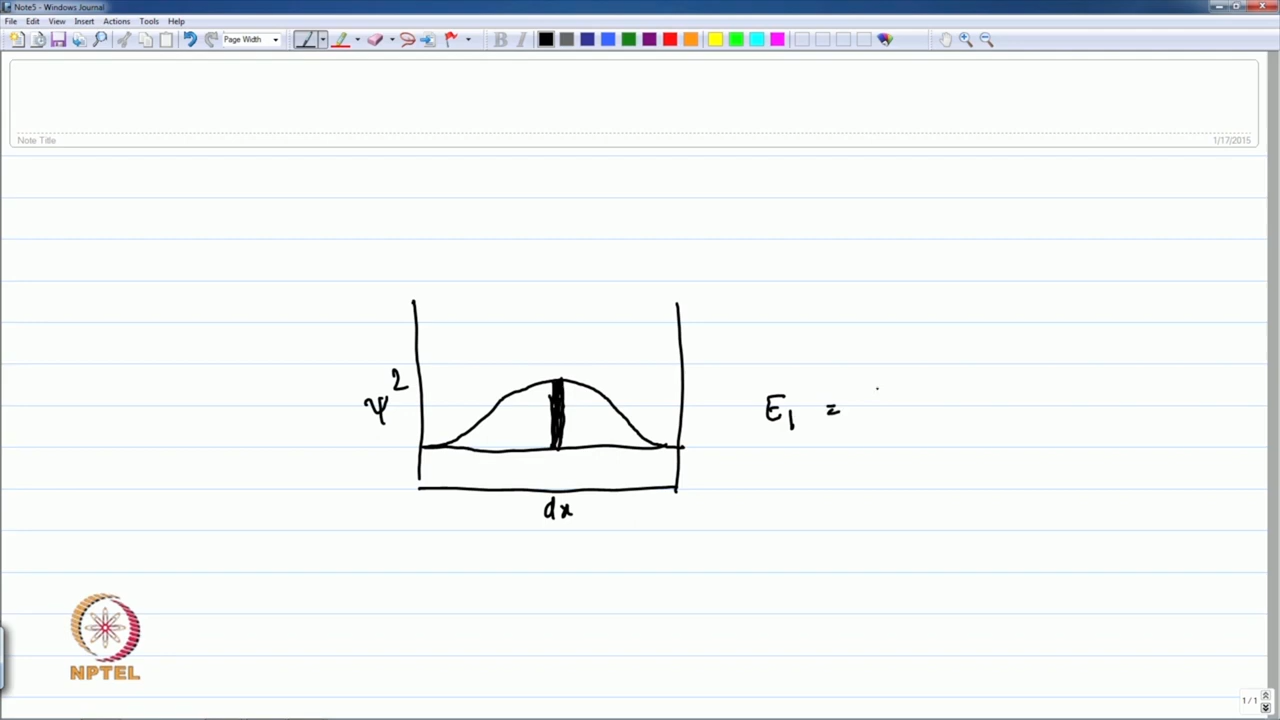 Note5 - Windows Journal
File Edit View Insert Actions Tools Help
Page Width
B I
Note Title
1/17/2015
ψ²
E₁ =
dx
NPTEL
1/1